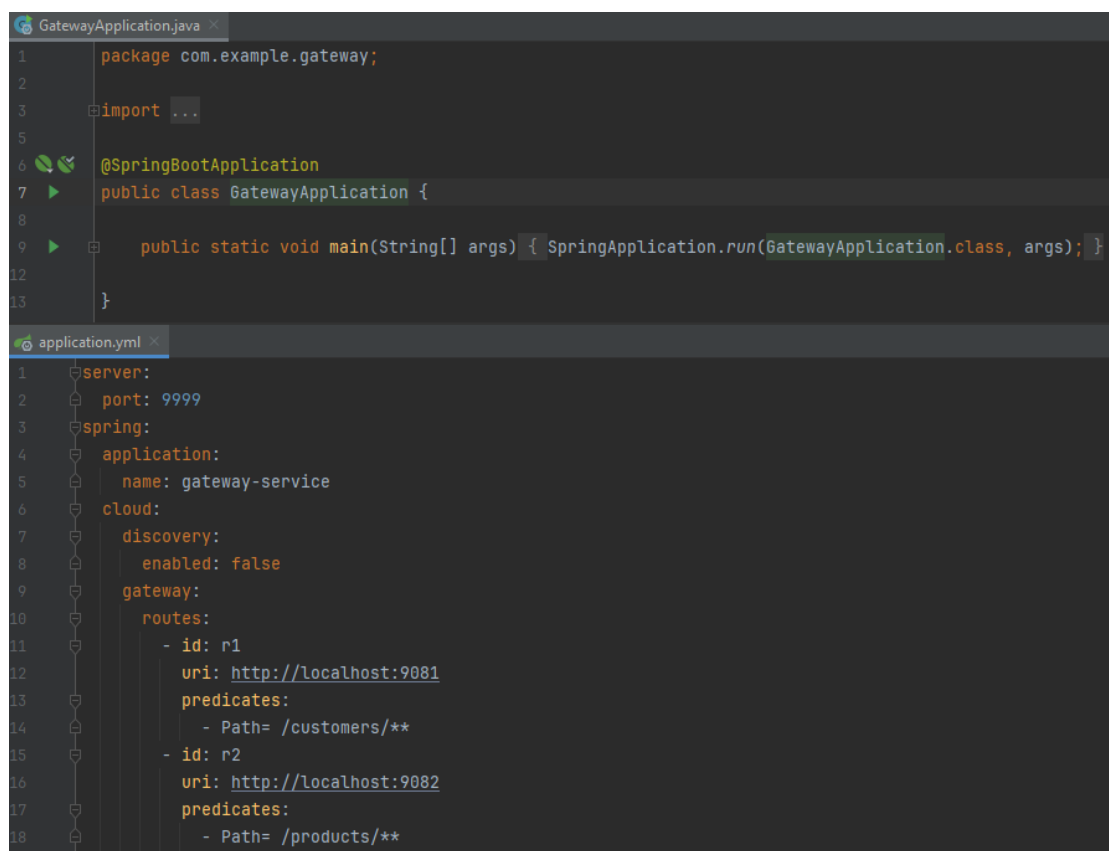 GatewayApplication.java ×
1 package com.example.gateway;
2
3 import ...
5
6 @SpringBootApplication
7 public class GatewayApplication {
8
9 public static void main(String[] args) { SpringApplication.run(GatewayApplication.class, args); }
12
13 }
application.yml ×
1 server:
2   port: 9999
3 spring:
4   application:
5     name: gateway-service
6   cloud:
7     discovery:
8       enabled: false
9     gateway:
10       routes:
11         - id: r1
12           uri: http://localhost:9081
13           predicates:
14             - Path= /customers/**
15         - id: r2
16           uri: http://localhost:9082
17           predicates:
18             - Path= /products/**